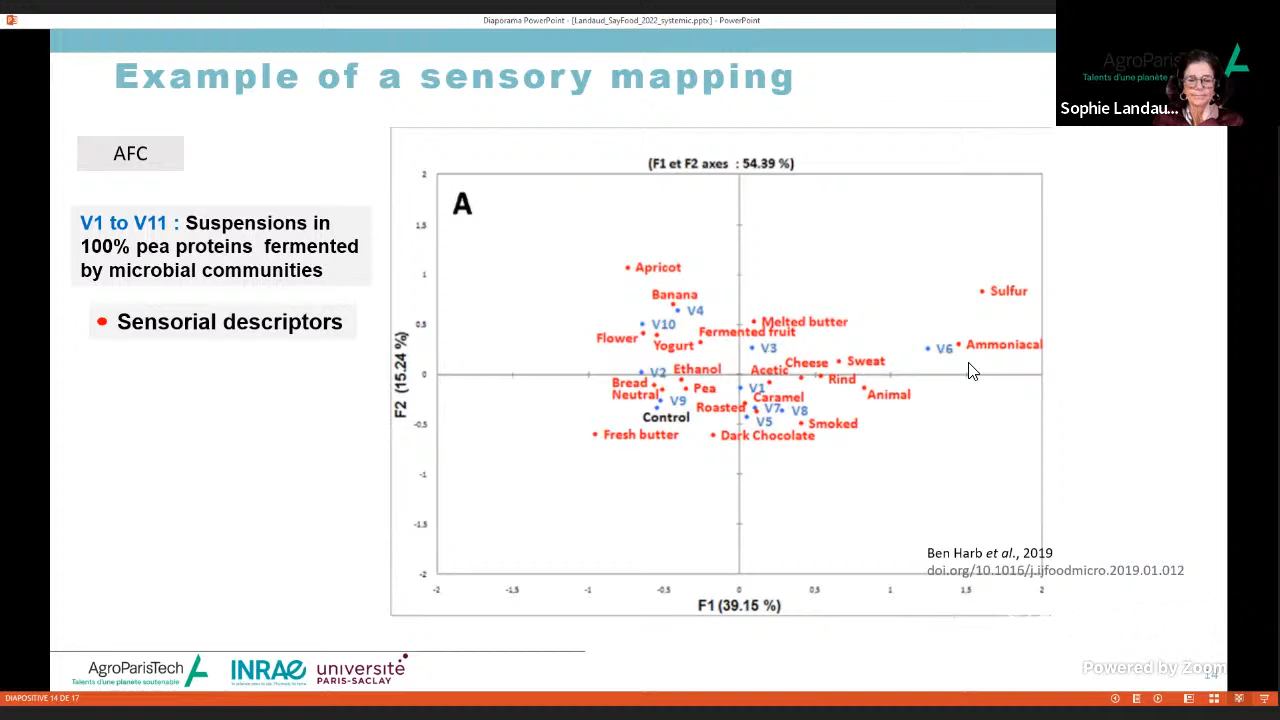 Diaporama PowerPoint - [Landaud_SayFood_2022_systemic.pptx] - PowerPoint
Example of a sensory mapping
AgroParisTech
Talents d'une planète
Sophie Landau...
AFC
V1 to V11 : Suspensions in
100% pea proteins fermented
by microbial communities
Sensorial descriptors
(F1 et F2 axes : 54.39 %)
A
2
1,5
1
0,5
0
-0,5
-1
-1,5
-2
F2 (15.24 %)
Apricot
Sulfur
Banana
V4
V10
Melted butter
Flower
Fermented fruit
Yogurt
V3
V6
Ammoniacal
Cheese
Sweat
V2
Ethanol
Acetic
Rind
Bread
Pea
V1
Animal
Neutral
V9
Caramel
Roasted
V7
V8
Control
V5
Smoked
Fresh butter
Dark Chocolate
-2
-1,5
-1
-0,5
0
0,5
1
1,5
2
F1 (39.15 %)
Ben Harb et al., 2019
doi.org/10.1016/j.ijfoodmicro.2019.01.012
AgroParisTech
Talents d'une planète soutenable
INRAE
université
PARIS-SACLAY
Powered by Zoom
14
DIAPOSITIVE 14 DE 17